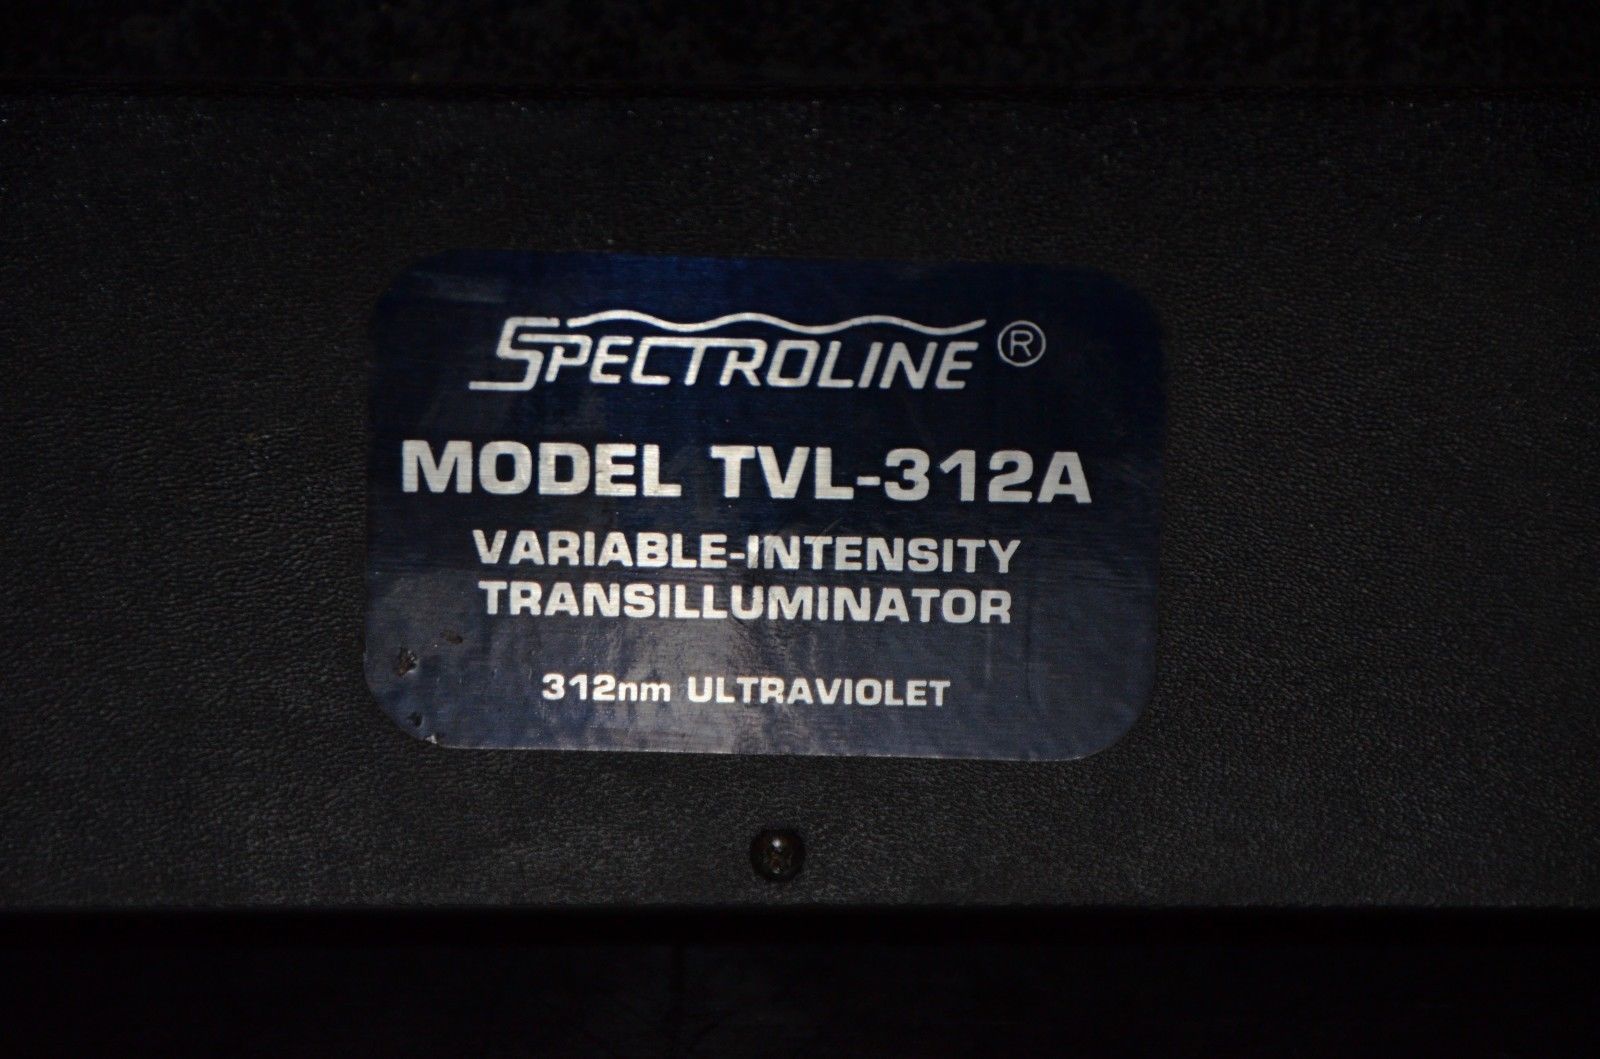 SPECTROLINE ®
MODEL TVL-312A
VARIABLE-INTENSITY
TRANSILLUMINATOR
312nm ULTRAVIOLET